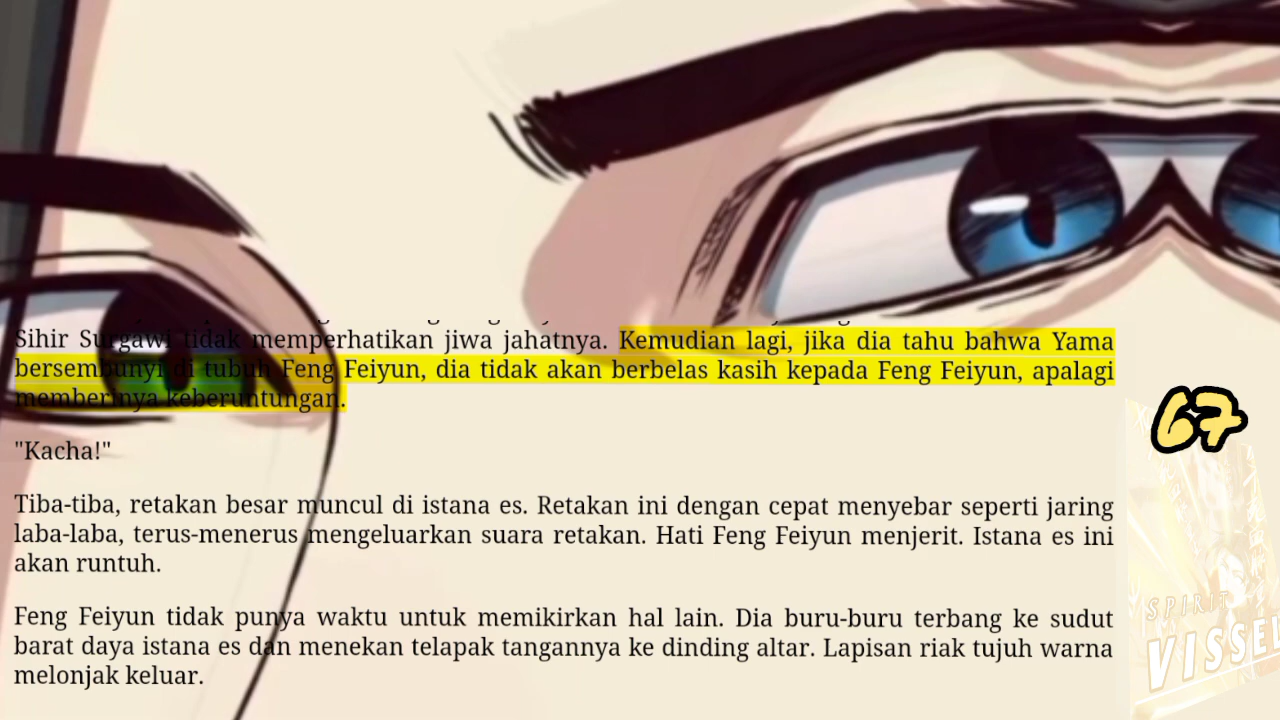 Sihir Surgawi tidak memperhatikan jiwa jahatnya. Kemudian lagi, jika dia tahu bahwa Yama
bersembunyi di tubuh Feng Feiyun, dia tidak akan berbelas kasih kepada Feng Feiyun, apalagi
memberinya keberuntungan.
"Kacha!"
Tiba-tiba, retakan besar muncul di istana es. Retakan ini dengan cepat menyebar seperti jaring
laba-laba, terus-menerus mengeluarkan suara retakan. Hati Feng Feiyun menjerit. Istana es ini
akan runtuh.
Feng Feiyun tidak punya waktu untuk memikirkan hal lain. Dia buru-buru terbang ke sudut
barat daya istana es dan menekan telapak tangannya ke dinding altar. Lapisan riak tujuh warna
melonjak keluar.
67
SPIRIT
VISSEL